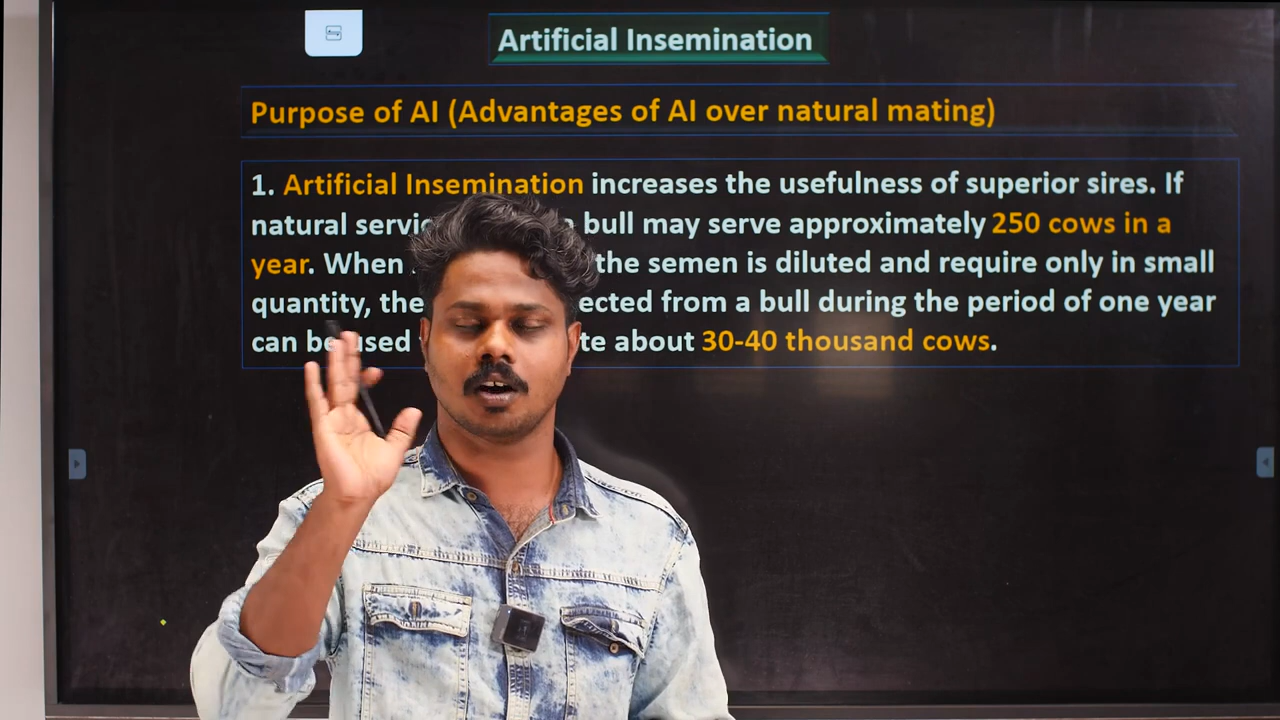 Artificial Insemination
Purpose of AI (Advantages of AI over natural mating)
1. Artificial Insemination increases the usefulness of superior sires. If
natural bull may serve approximately 250 cows in a
year. When the semen is diluted and require only in small
quantity, the from a bull during the period of one year
can be used about 30-40 thousand cows.